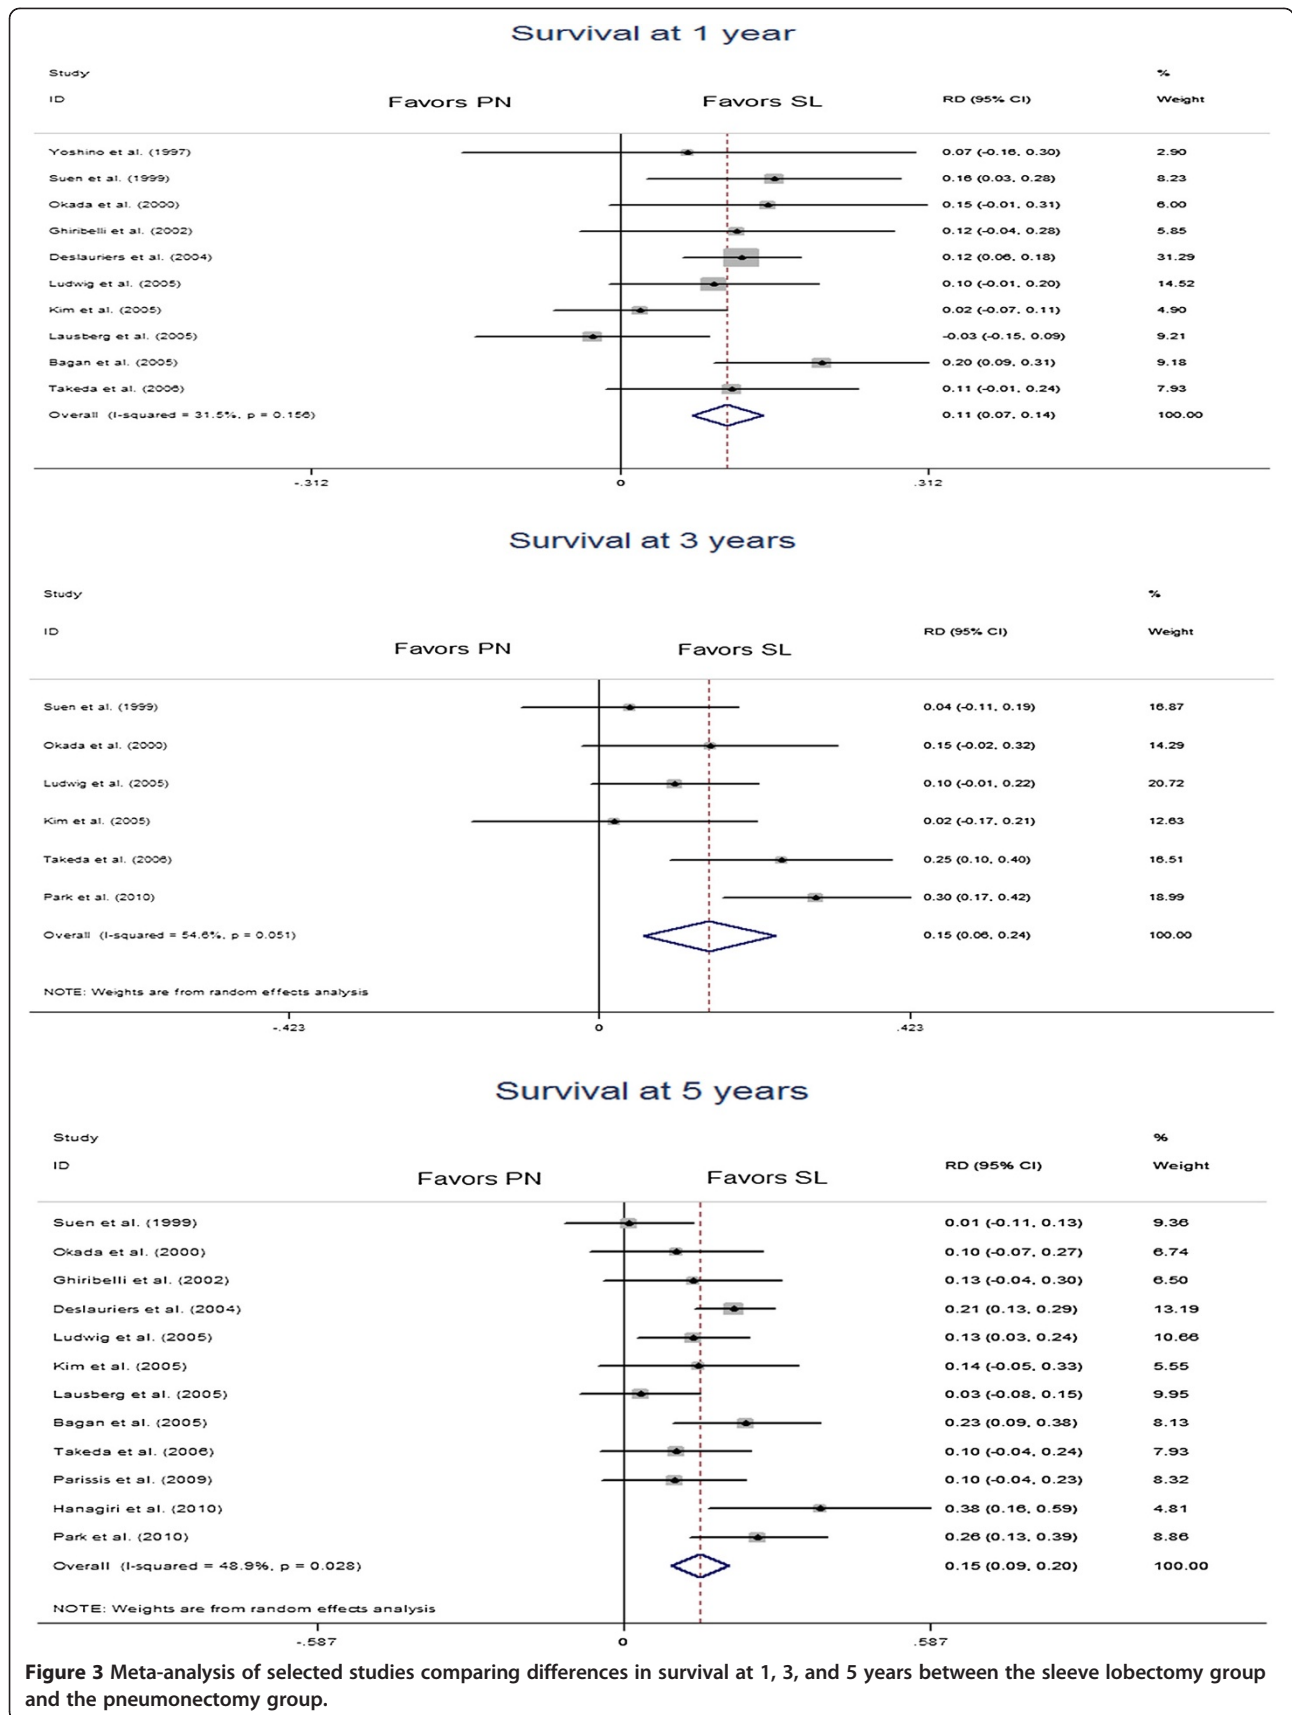 Survival at 1 year
Study %
ID Favors PN Favors SL RD (95% CI) Weight
Yoshino et al. (1997) 0.07 (-0.16, 0.30) 2.90
Suen et al. (1999) 0.16 (0.03, 0.28) 8.23
Okada et al. (2000) 0.15 (-0.01, 0.31) 6.00
Ghiribelli et al. (2002) 0.12 (-0.04, 0.28) 5.85
Deslauriers et al. (2004) 0.12 (0.06, 0.18) 31.29
Ludwig et al. (2005) 0.10 (-0.01, 0.20) 14.52
Kim et al. (2005) 0.02 (-0.07, 0.11) 4.90
Lausberg et al. (2005) -0.03 (-0.15, 0.09) 9.21
Bagan et al. (2005) 0.20 (0.09, 0.31) 9.18
Takeda et al. (2006) 0.11 (-0.01, 0.24) 7.93
Overall (I-squared = 31.5%, p = 0.156) 0.11 (0.07, 0.14) 100.00
-.312 0 .312
Survival at 3 years
Study %
ID RD (95% CI) Weight
Favors PN Favors SL
Suen et al. (1999) 0.04 (-0.11, 0.19) 16.87
Okada et al. (2000) 0.15 (-0.02, 0.32) 14.29
Ludwig et al. (2005) 0.10 (-0.01, 0.22) 20.72
Kim et al. (2005) 0.02 (-0.17, 0.21) 12.63
Takeda et al. (2006) 0.25 (0.10, 0.40) 16.51
Park et al. (2010) 0.30 (0.17, 0.42) 18.99
Overall (I-squared = 54.6%, p = 0.051) 0.15 (0.06, 0.24) 100.00
NOTE: Weights are from random effects analysis
-.423 0 .423
Survival at 5 years
Study %
ID RD (95% CI) Weight
Favors PN Favors SL
Suen et al. (1999) 0.01 (-0.11, 0.13) 9.36
Okada et al. (2000) 0.10 (-0.07, 0.27) 6.74
Ghiribelli et al. (2002) 0.13 (-0.04, 0.30) 6.50
Deslauriers et al. (2004) 0.21 (0.13, 0.29) 13.19
Ludwig et al. (2005) 0.13 (0.03, 0.24) 10.66
Kim et al. (2005) 0.14 (-0.05, 0.33) 5.55
Lausberg et al. (2005) 0.03 (-0.08, 0.15) 9.95
Bagan et al. (2005) 0.23 (0.09, 0.38) 8.13
Takeda et al. (2006) 0.10 (-0.04, 0.24) 7.93
Parissis et al. (2009) 0.10 (-0.04, 0.23) 8.32
Hanagiri et al. (2010) 0.38 (0.16, 0.59) 4.81
Park et al. (2010) 0.26 (0.13, 0.39) 8.86
Overall (I-squared = 48.9%, p = 0.028) 0.15 (0.09, 0.20) 100.00
NOTE: Weights are from random effects analysis
-.587 0 .587
Figure 3 Meta-analysis of selected studies comparing differences in survival at 1, 3, and 5 years between the sleeve lobectomy group
and the pneumonectomy group.